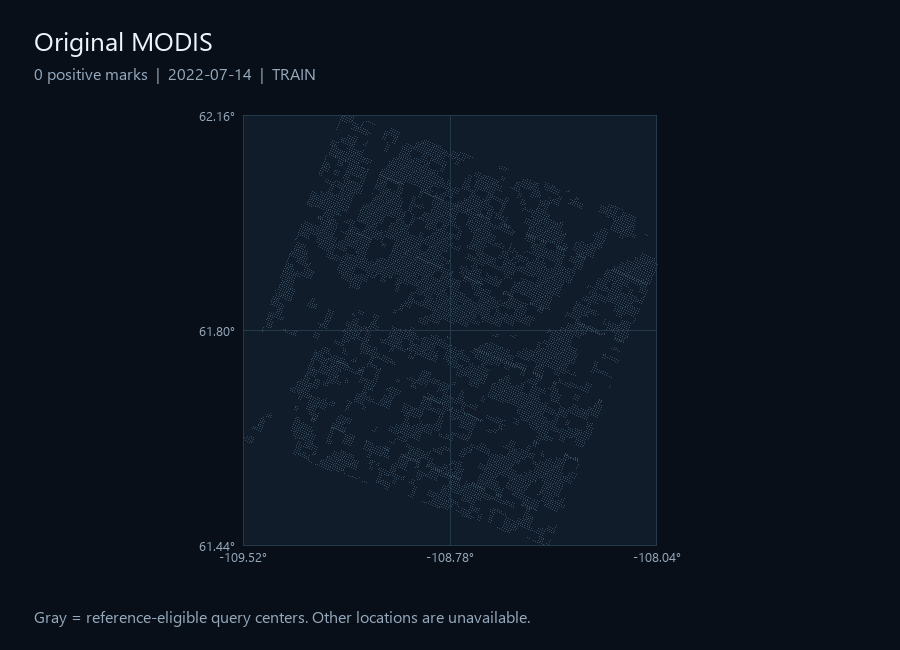 Original MODIS
0 positive marks | 2022-07-14 | TRAIN
62.16°
61.80°
61.44°
-109.52°
-108.78°
-108.04°
Gray = reference-eligible query centers. Other locations are unavailable.